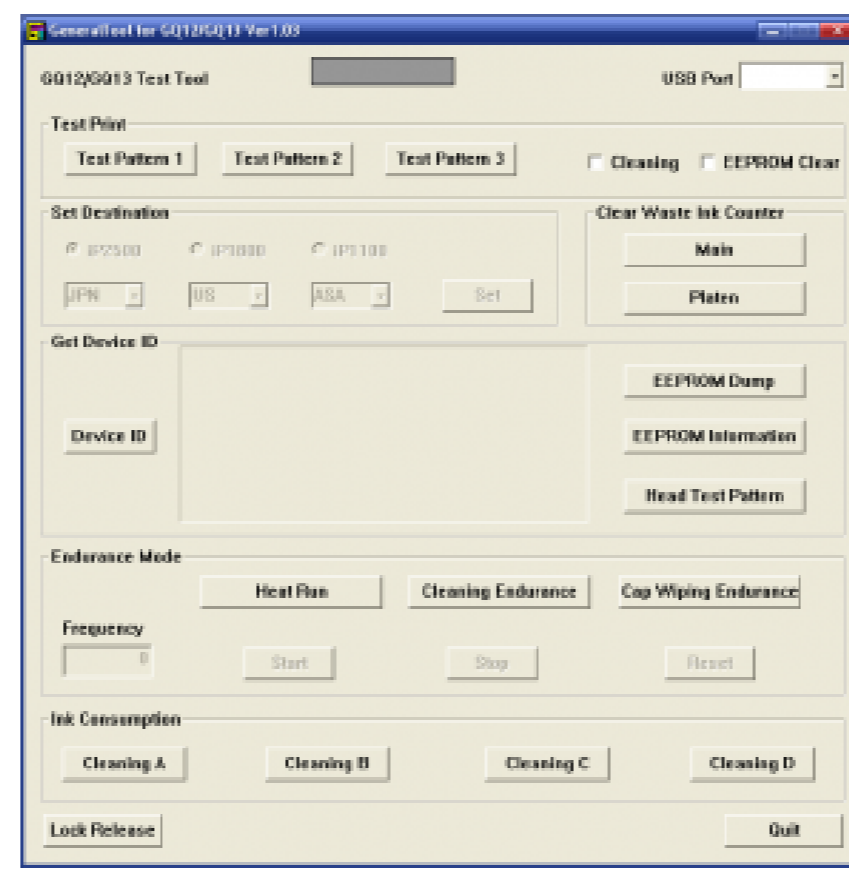 GeneralTool for GQ12/GQ13 Ver1.03
GQ12/GQ13 Test Tool
USB Port
Test Print
Test Pattern 1
Test Pattern 2
Test Pattern 3
Cleaning
EEPROM Clear
Set Destination
iP2500
iP1800
iP1100
JPN
US
ASA
Set
Clear Waste Ink Counter
Main
Platen
Get Device ID
Device ID
EEPROM Dump
EEPROM Information
Head Test Pattern
Endurance Mode
Heat Run
Cleaning Endurance
Cap Wiping Endurance
Frequency
0
Start
Stop
Reset
Ink Consumption
Cleaning A
Cleaning B
Cleaning C
Cleaning D
Lock Release
Quit